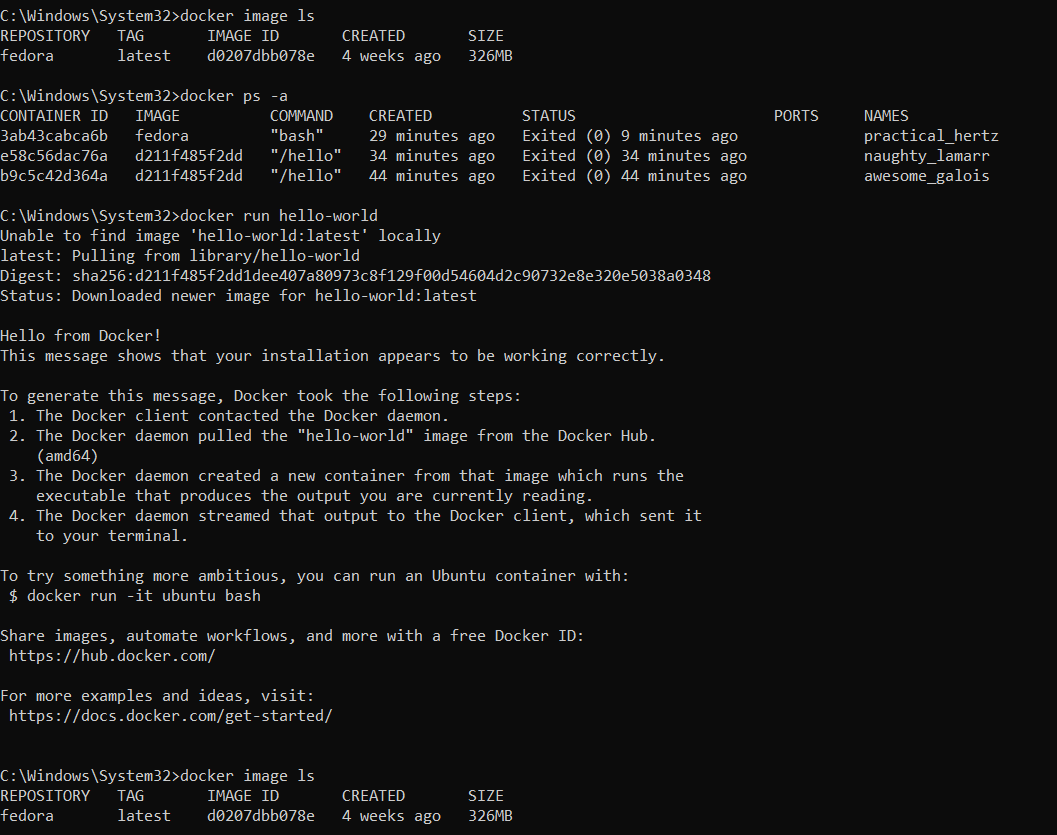 C:\Windows\System32>docker image ls
REPOSITORY   TAG       IMAGE ID       CREATED       SIZE
fedora       latest    d0207dbb078e   4 weeks ago   326MB

C:\Windows\System32>docker ps -a
CONTAINER ID   IMAGE          COMMAND    CREATED          STATUS                      PORTS     NAMES
3ab43cabca6b   fedora         "bash"     29 minutes ago   Exited (0) 9 minutes ago              practical_hertz
e58c56dac76a   d211f485f2dd   "/hello"   34 minutes ago   Exited (0) 34 minutes ago             naughty_lamarr
b9c5c42d364a   d211f485f2dd   "/hello"   44 minutes ago   Exited (0) 44 minutes ago             awesome_galois

C:\Windows\System32>docker run hello-world
Unable to find image 'hello-world:latest' locally
latest: Pulling from library/hello-world
Digest: sha256:d211f485f2dd1dee407a80973c8f129f00d54604d2c90732e8e320e5038a0348
Status: Downloaded newer image for hello-world:latest

Hello from Docker!
This message shows that your installation appears to be working correctly.

To generate this message, Docker took the following steps:
 1. The Docker client contacted the Docker daemon.
 2. The Docker daemon pulled the "hello-world" image from the Docker Hub.
    (amd64)
 3. The Docker daemon created a new container from that image which runs the
    executable that produces the output you are currently reading.
 4. The Docker daemon streamed that output to the Docker client, which sent it
    to your terminal.

To try something more ambitious, you can run an Ubuntu container with:
 $ docker run -it ubuntu bash

Share images, automate workflows, and more with a free Docker ID:
 https://hub.docker.com/

For more examples and ideas, visit:
 https://docs.docker.com/get-started/

C:\Windows\System32>docker image ls
REPOSITORY   TAG       IMAGE ID       CREATED       SIZE
fedora       latest    d0207dbb078e   4 weeks ago   326MB